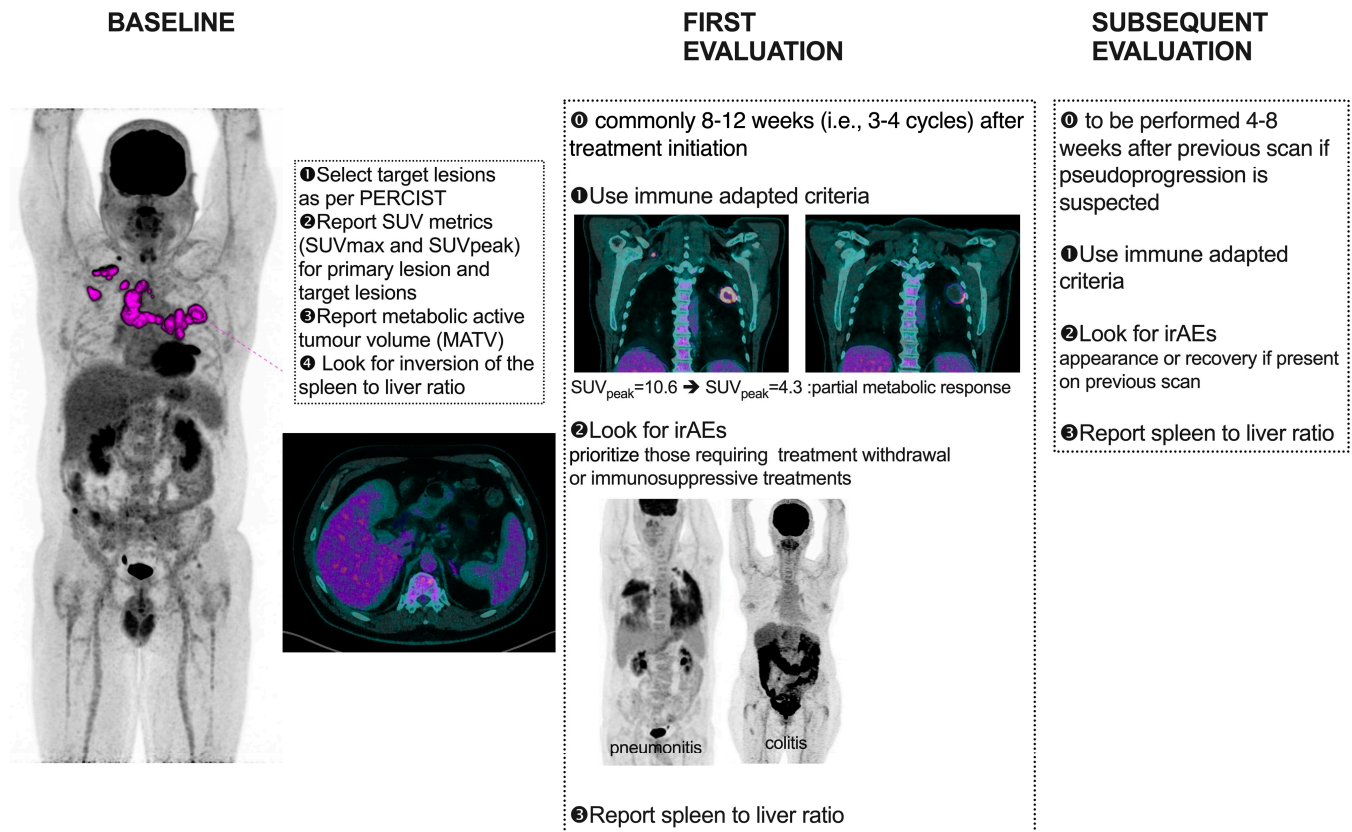 BASELINE
❶Select target lesions
as per PERCIST
❷Report SUV metrics
(SUVmax and SUVpeak)
for primary lesion and
target lesions
❸Report metabolic active
tumour volume (MATV)
❹ Look for inversion of the
spleen to liver ratio
FIRST
EVALUATION
⓿ commonly 8-12 weeks (i.e., 3-4 cycles) after
treatment initiation
❶Use immune adapted criteria
SUVpeak=10.6 ➔ SUVpeak=4.3 :partial metabolic response
❷Look for irAEs
prioritize those requiring treatment withdrawal
or immunosuppressive treatments
pneumonitis
colitis
❸Report spleen to liver ratio
SUBSEQUENT
EVALUATION
⓿ to be performed 4-8
weeks after previous scan if
pseudoprogression is
suspected
❶Use immune adapted
criteria
❷Look for irAEs
appearance or recovery if present
on previous scan
❸Report spleen to liver ratio